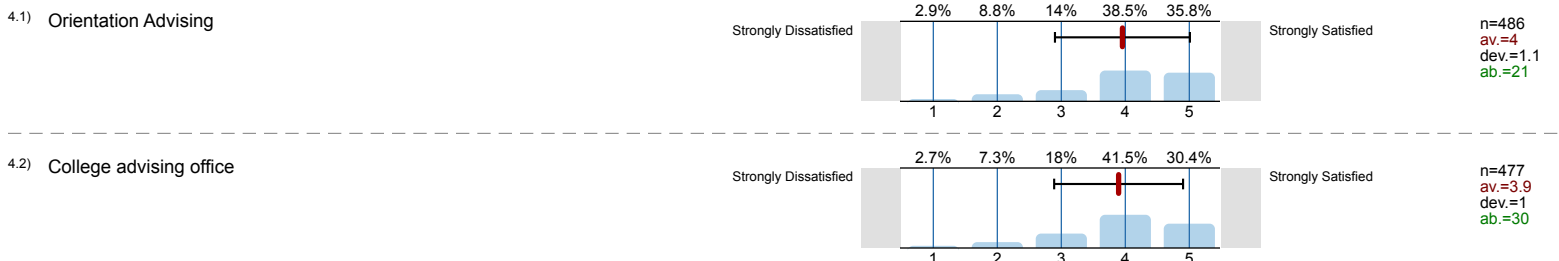 4.1) Orientation Advising
2.9% 8.8% 14% 38.5% 35.8%
Strongly Dissatisfied
Strongly Satisfied
1 2 3 4 5
n=486
av.=4
dev.=1.1
ab.=21
4.2) College advising office
2.7% 7.3% 18% 41.5% 30.4%
Strongly Dissatisfied
Strongly Satisfied
1 2 3 4 5
n=477
av.=3.9
dev.=1
ab.=30